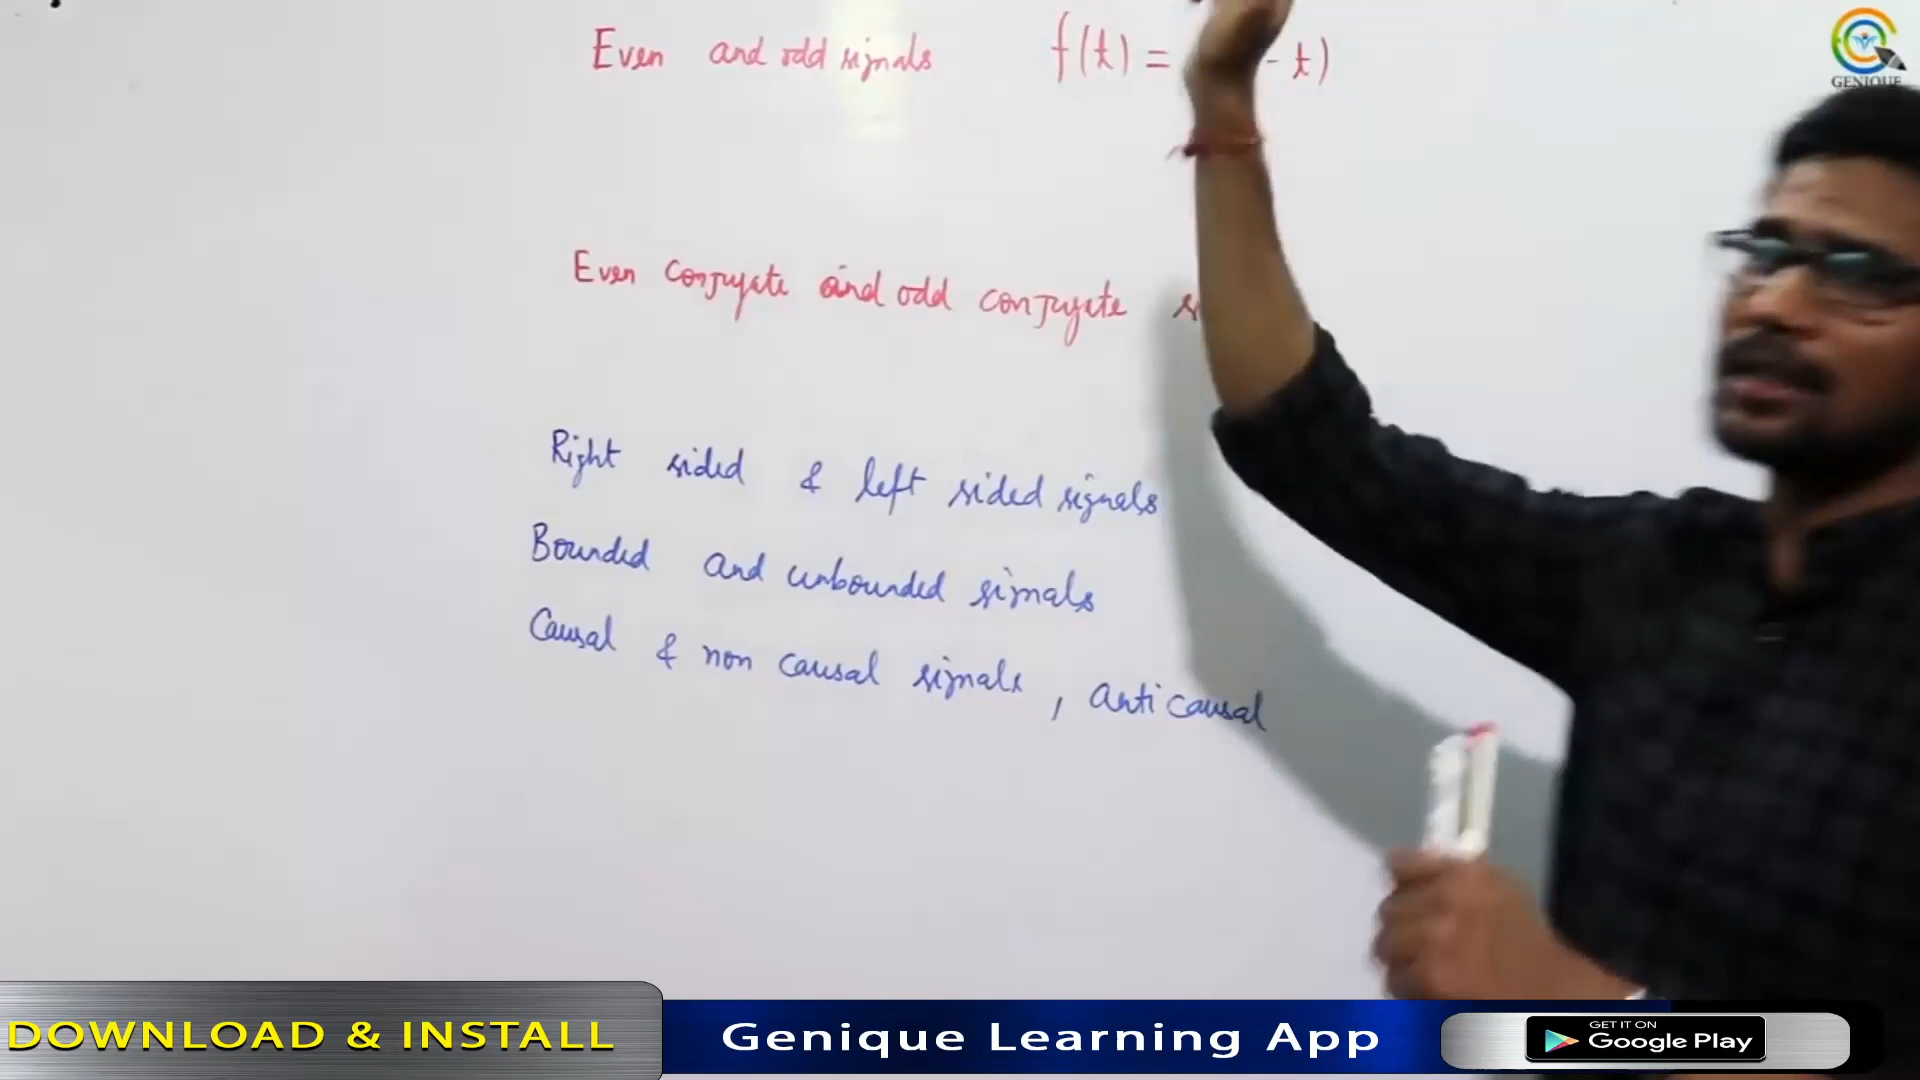 Even and odd signals f(t) = - t)
GENIQUE
Even conjugate and odd conjugate
Right sided & left sided signals
Bounded and unbounded signals
Causal & non causal signals , anti causal
DOWNLOAD & INSTALL
Genique Learning App
GET IT ON
Google Play